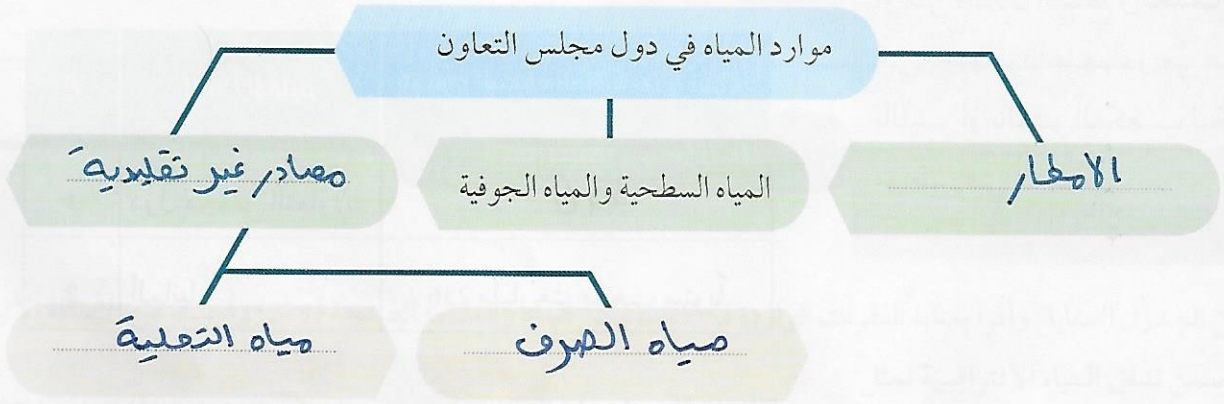 موارد المياه في دول مجلس التعاون
الامطار
المياه السطحية والمياه الجوفية
مصادر غير تقليدية
مياه الصرف
مياه التحلية